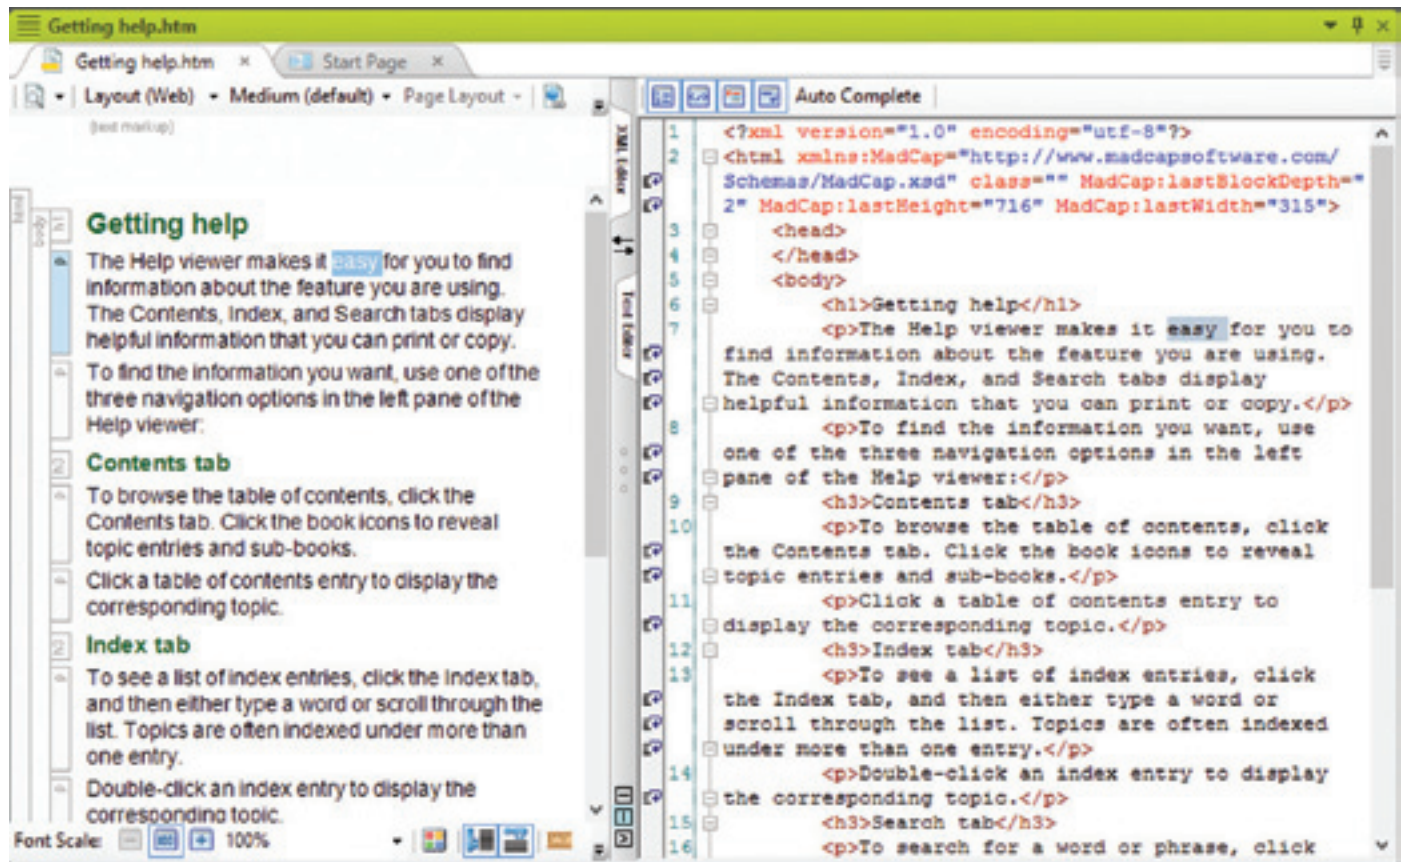 Getting help.htm
Getting help.htm × Start Page ×
Layout (Web) Medium (default) Page Layout
(text markup)
html
body
h1
Getting help
The Help viewer makes it easy for you to find
information about the feature you are using.
The Contents, Index, and Search tabs display
helpful information that you can print or copy.
To find the information you want, use one of the
three navigation options in the left pane of the
Help viewer:
Contents tab
To browse the table of contents, click the
Contents tab. Click the book icons to reveal
topic entries and sub-books.
Click a table of contents entry to display the
corresponding topic.
Index tab
To see a list of index entries, click the Index tab,
and then either type a word or scroll through the
list. Topics are often indexed under more than
one entry.
Double-click an index entry to display the
corresponding topic.
Font Scale: 100%
XML Editor
Text Editor
Auto Complete
1 <?xml version="1.0" encoding="utf-8"?>
2 <html xmlns:MadCap="http://www.madcapsoftware.com/
Schemas/MadCap.xsd" class="" MadCap:lastBlockDepth="
2" MadCap:lastHeight="716" MadCap:lastWidth="315">
3 <head>
4 </head>
5 <body>
6 <h1>Getting help</h1>
7 <p>The Help viewer makes it easy for you to
find information about the feature you are using.
The Contents, Index, and Search tabs display
helpful information that you can print or copy.</p>
8 <p>To find the information you want, use
one of the three navigation options in the left
pane of the Help viewer:</p>
9 <h3>Contents tab</h3>
10 <p>To browse the table of contents, click
the Contents tab. Click the book icons to reveal
topic entries and sub-books.</p>
11 <p>Click a table of contents entry to
display the corresponding topic.</p>
12 <h3>Index tab</h3>
13 <p>To see a list of index entries, click
the Index tab, and then either type a word or
scroll through the list. Topics are often indexed
under more than one entry.</p>
14 <p>Double-click an index entry to display
the corresponding topic.</p>
15 <h3>Search tab</h3>
16 <p>To search for a word or phrase, click